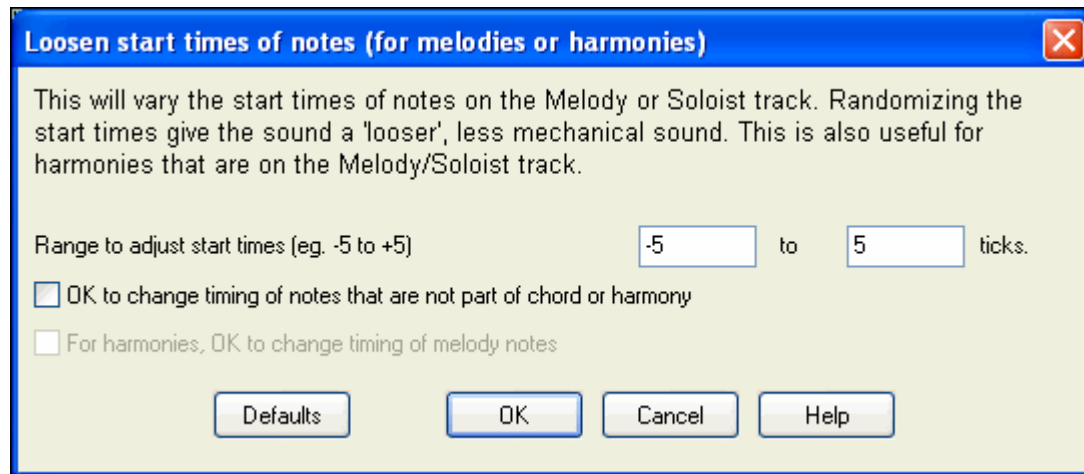 Loosen start times of notes (for melodies or harmonies)
This will vary the start times of notes on the Melody or Soloist track. Randomizing the
start times give the sound a 'looser', less mechanical sound. This is also useful for
harmonies that are on the Melody/Soloist track.
Range to adjust start times (eg. -5 to +5) -5 to 5 ticks.
OK to change timing of notes that are not part of chord or harmony
For harmonies, OK to change timing of melody notes
Defaults OK Cancel Help